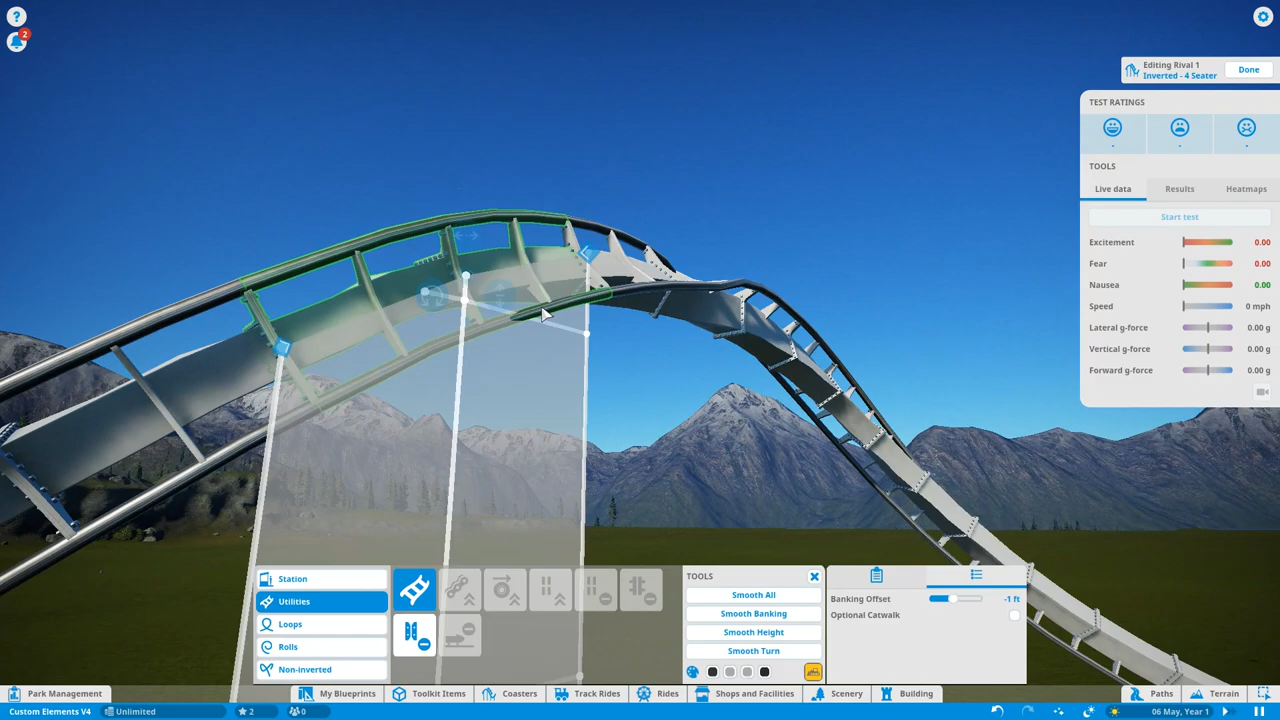 ?
2
Editing Rival 1
Inverted - 4 Seater
Done
TEST RATINGS
- - -
TOOLS
Live data Results Heatmaps
Start test
Excitement 0.00
Fear 0.00
Nausea 0.00
Speed 0 mph
Lateral g-force 0.00 g
Vertical g-force 0.00 g
Forward g-force 0.00 g
Station
Utilities
Loops
Rolls
Non-inverted
TOOLS
Smooth All
Smooth Banking
Smooth Height
Smooth Turn
Banking Offset -1 ft
Optional Catwalk
Park Management My Blueprints Toolkit Items Coasters Track Rides Rides Shops and Facilities Scenery Building Paths Terrain
Custom Elements V4 Unlimited 2 0 06 May, Year 1